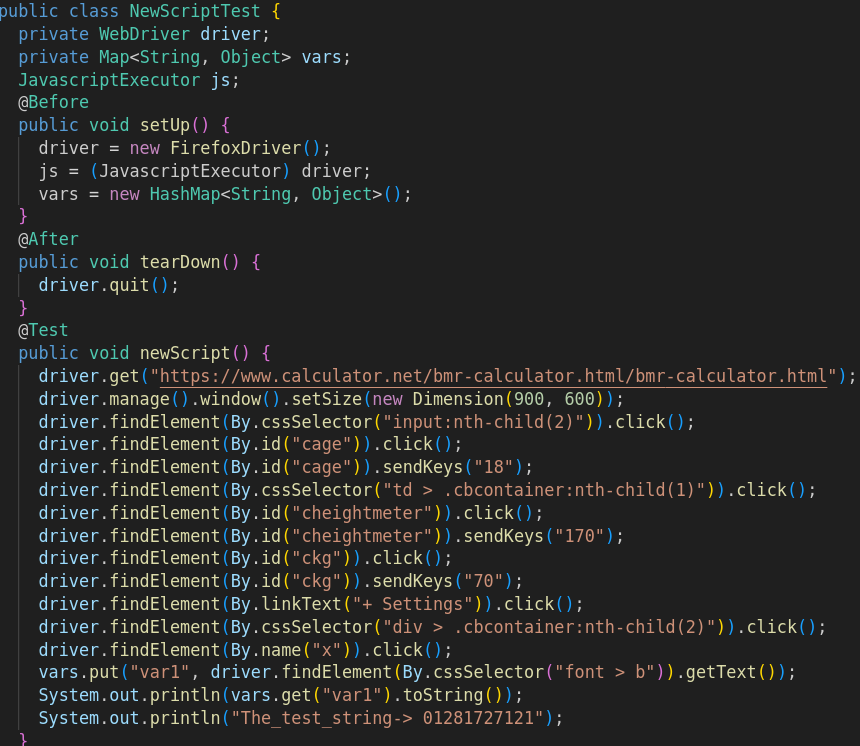 public class NewScriptTest {
  private WebDriver driver;
  private Map<String, Object> vars;
  JavascriptExecutor js;
  @Before
  public void setUp() {
    driver = new FirefoxDriver();
    js = (JavascriptExecutor) driver;
    vars = new HashMap<String, Object>();
  }
  @After
  public void tearDown() {
    driver.quit();
  }
  @Test
  public void newScript() {
    driver.get("https://www.calculator.net/bmr-calculator.html/bmr-calculator.html");
    driver.manage().window().setSize(new Dimension(900, 600));
    driver.findElement(By.cssSelector("input:nth-child(2)")).click();
    driver.findElement(By.id("cage")).click();
    driver.findElement(By.id("cage")).sendKeys("18");
    driver.findElement(By.cssSelector("td > .cbcontainer:nth-child(1)")).click();
    driver.findElement(By.id("cheightmeter")).click();
    driver.findElement(By.id("cheightmeter")).sendKeys("170");
    driver.findElement(By.id("ckg")).click();
    driver.findElement(By.id("ckg")).sendKeys("70");
    driver.findElement(By.linkText("+ Settings")).click();
    driver.findElement(By.cssSelector("div > .cbcontainer:nth-child(2)")).click();
    driver.findElement(By.name("x")).click();
    vars.put("var1", driver.findElement(By.cssSelector("font > b")).getText());
    System.out.println(vars.get("var1").toString());
    System.out.println("The_test_string-> 01281727121");
  }